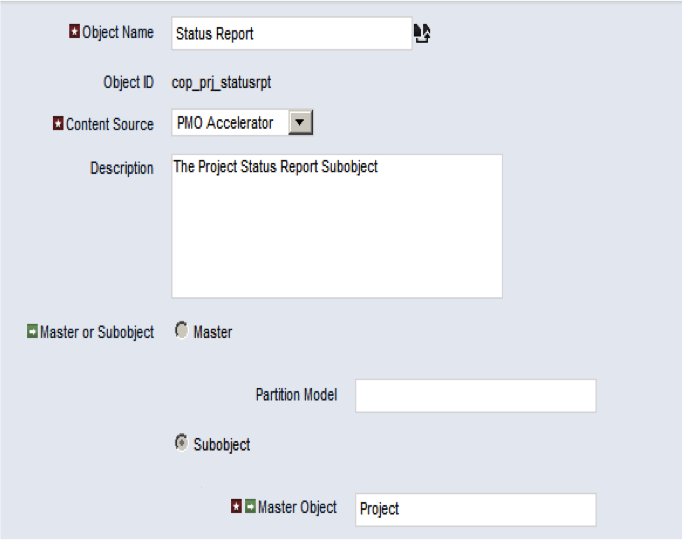 Object Name Status Report
Object ID cop_prj_statusrpt
Content Source PMO Accelerator
Description The Project Status Report Subobject
Master or Subobject Master
Partition Model
Subobject
Master Object Project